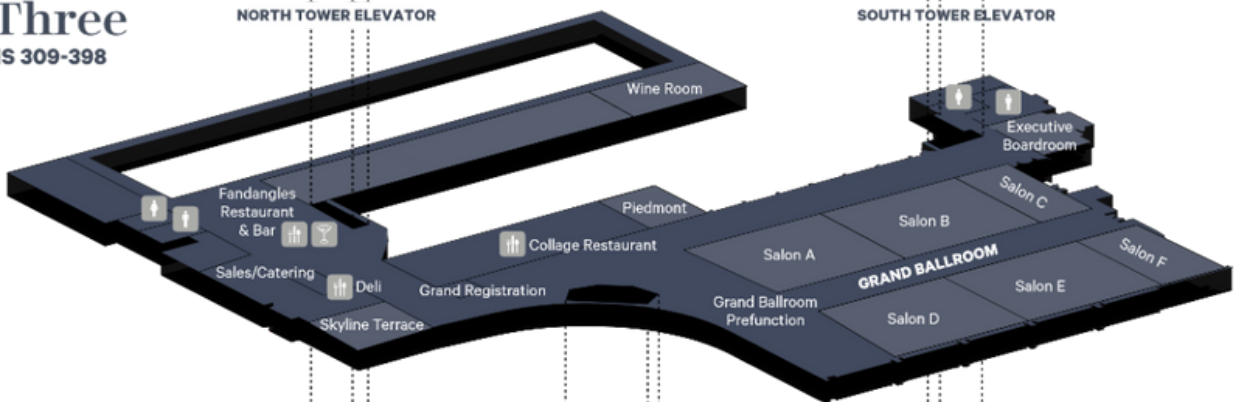 Three
NORTH TOWER ELEVATOR
SOUTH TOWER ELEVATOR
309-398
Wine Room
Executive
Boardroom
Fandangles
Restaurant
& Bar
Piedmont
Salon C
Salon B
Collage Restaurant
Salon A
Salon F
GRAND BALLROOM
Sales/Catering
Deli
Grand Registration
Salon E
Grand Ballroom
Prefunction
Salon D
Skyline Terrace